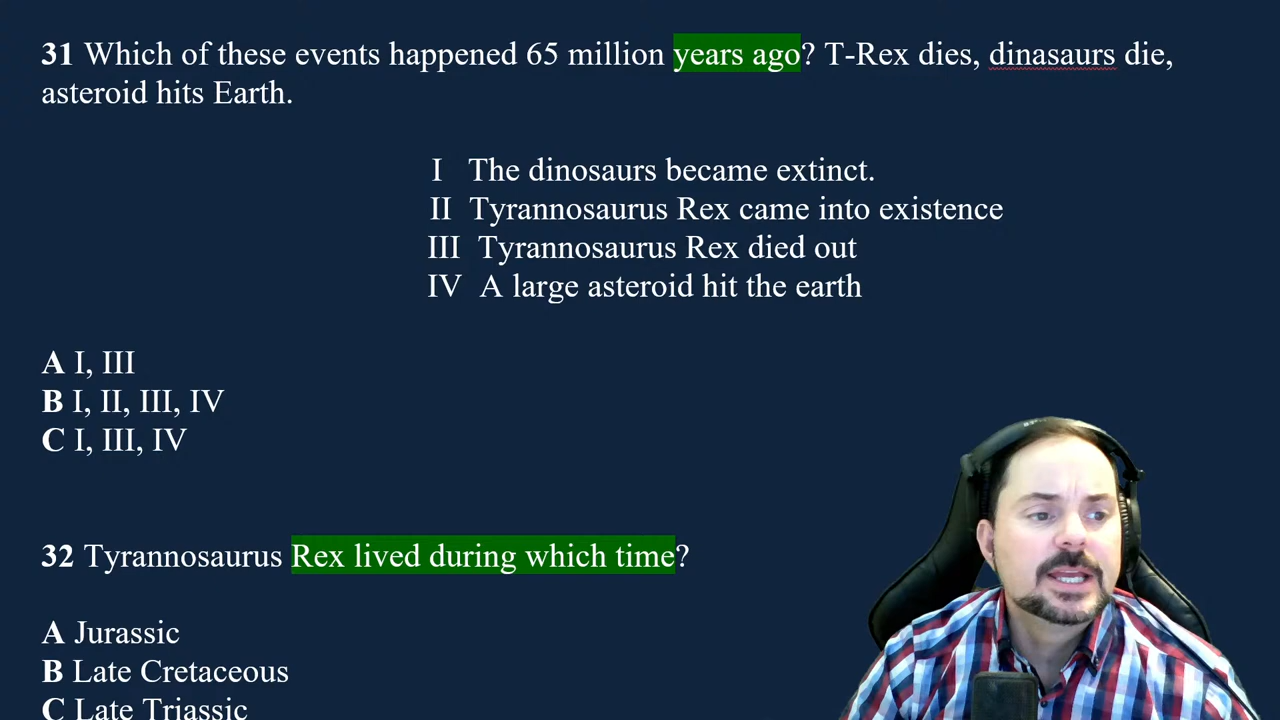 31 Which of these events happened 65 million years ago? T-Rex dies, dinasaurs die,
asteroid hits Earth.
I The dinosaurs became extinct.
II Tyrannosaurus Rex came into existence
III Tyrannosaurus Rex died out
IV A large asteroid hit the earth
A I, III
B I, II, III, IV
C I, III, IV
32 Tyrannosaurus Rex lived during which time?
A Jurassic
B Late Cretaceous
C Late Triassic